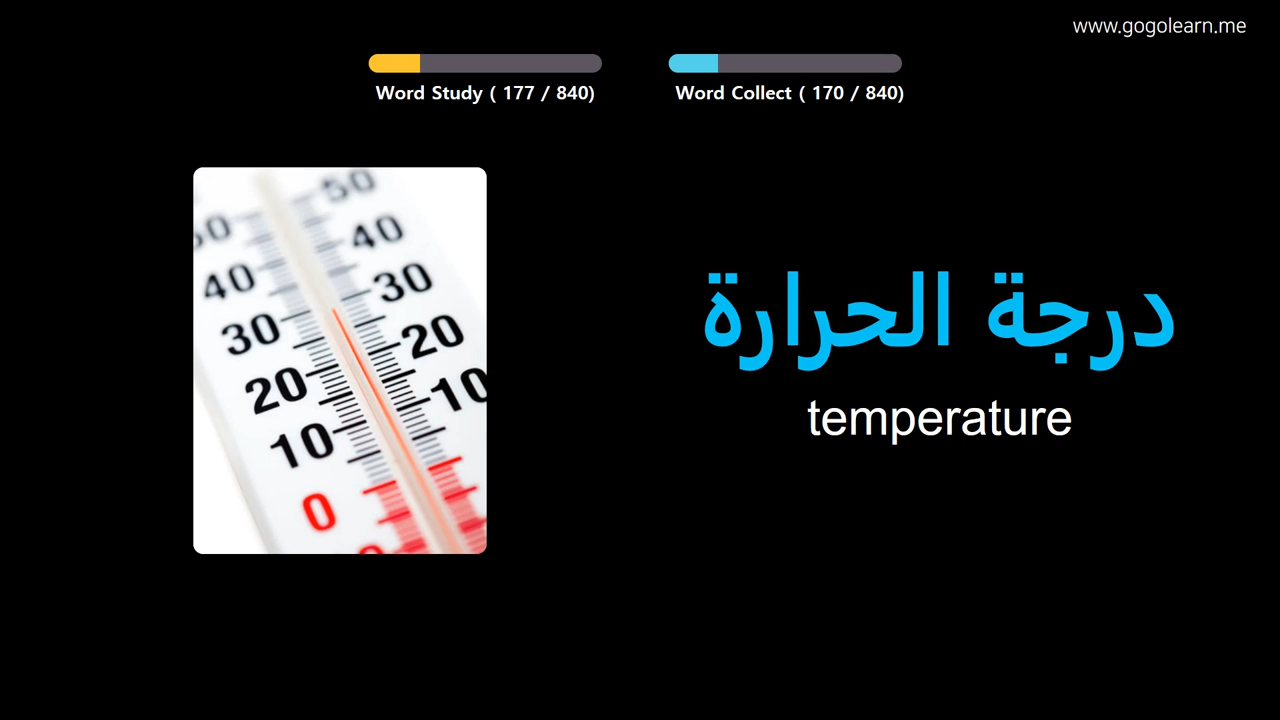 www.gogolearn.me
Word Study ( 177 / 840)
Word Collect ( 170 / 840)
50 50
40 40
30 30
20 20
10 10
0
درجة الحرارة
temperature